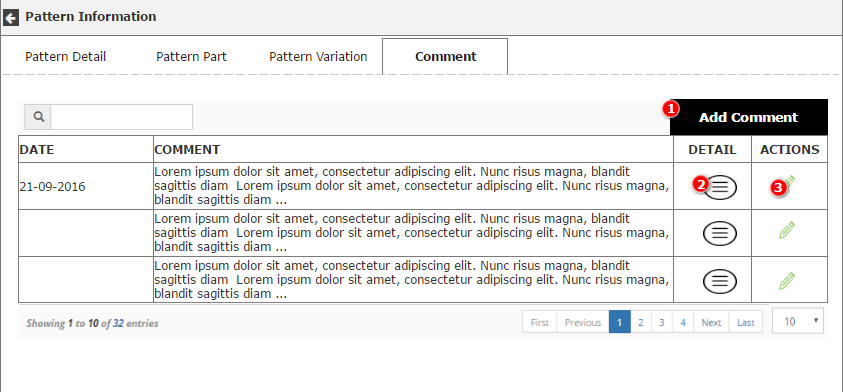 Pattern Information
Pattern Detail Pattern Part Pattern Variation Comment
1 Add Comment
DATE COMMENT DETAIL ACTIONS
Lorem ipsum dolor sit amet, consectetur adipiscing elit. Nunc risus magna, blandit
21-09-2016 sagittis diam  Lorem ipsum dolor sit amet, consectetur adipiscing elit. Nunc risus magna, 2 3
blandit sagittis diam ...
Lorem ipsum dolor sit amet, consectetur adipiscing elit. Nunc risus magna, blandit
sagittis diam  Lorem ipsum dolor sit amet, consectetur adipiscing elit. Nunc risus magna,
blandit sagittis diam ...
Lorem ipsum dolor sit amet, consectetur adipiscing elit. Nunc risus magna, blandit
sagittis diam  Lorem ipsum dolor sit amet, consectetur adipiscing elit. Nunc risus magna,
blandit sagittis diam ...
Showing 1 to 10 of 32 entries First Previous 1 2 3 4 Next Last 10